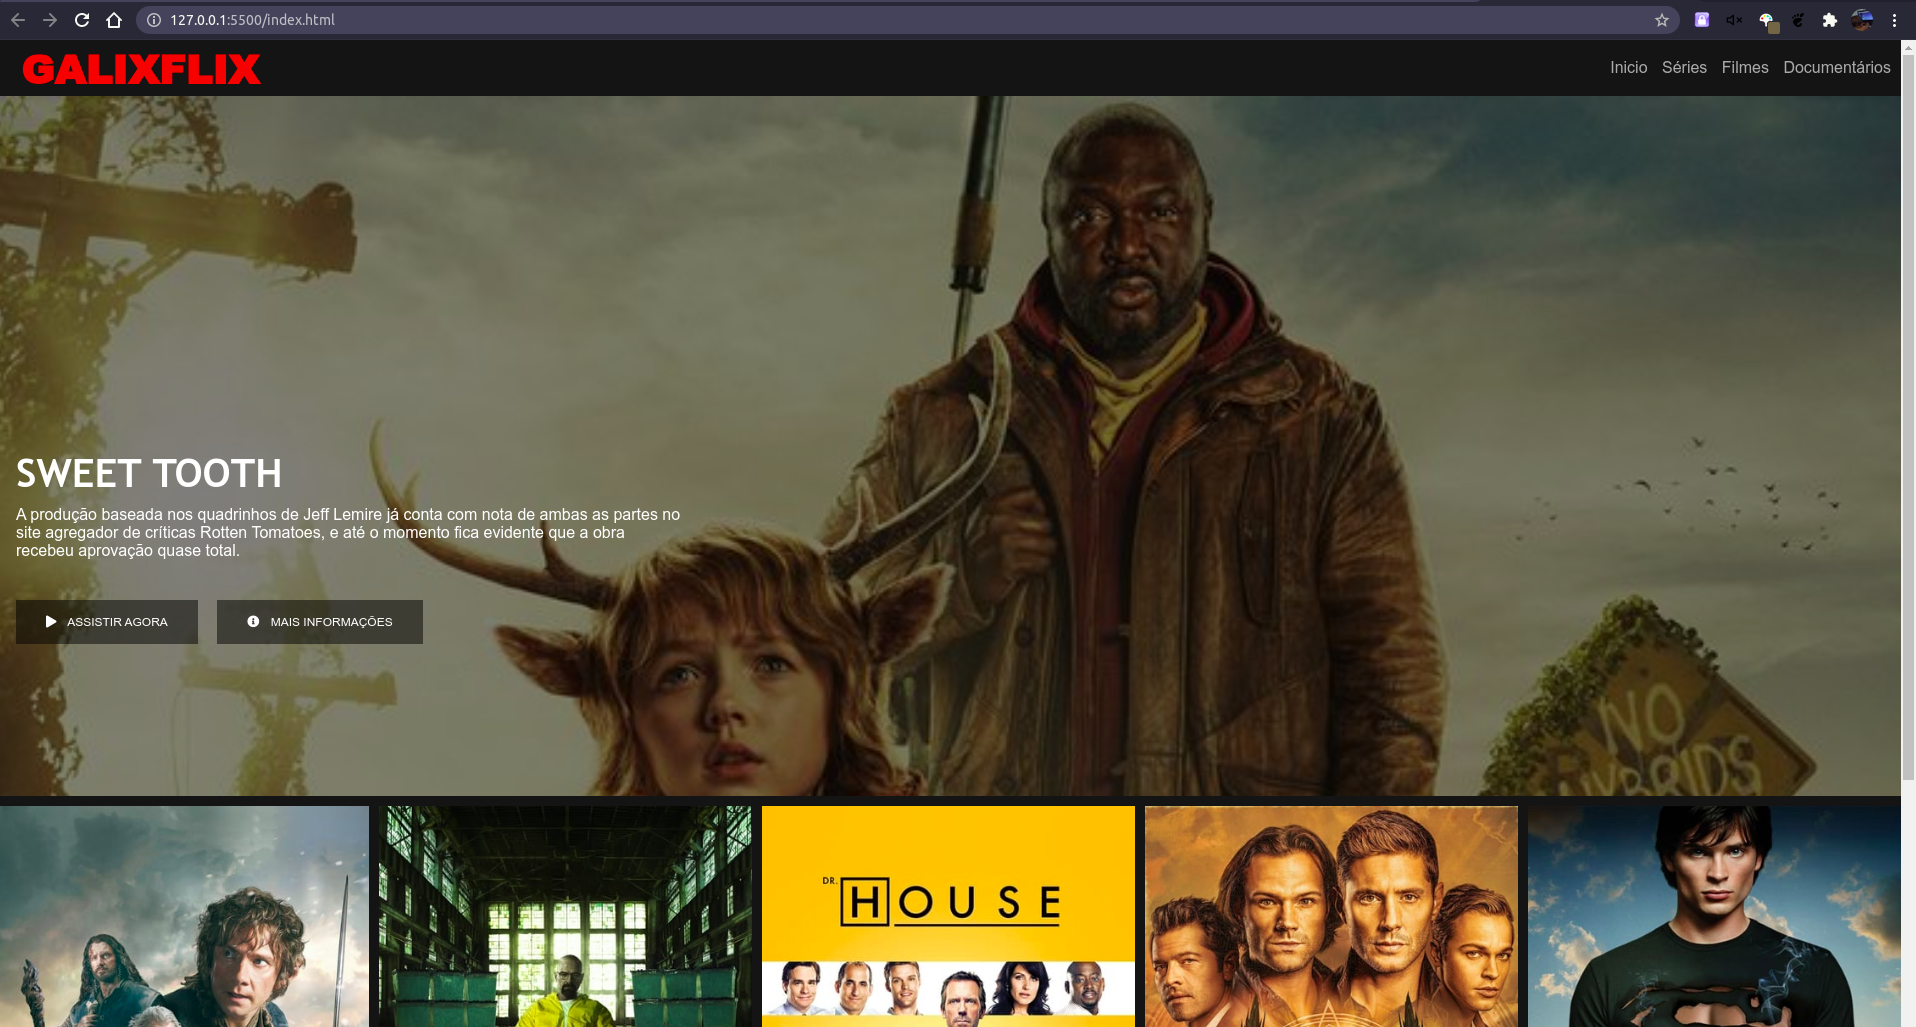 127.0.0.1:5500/index.html
GALIXFLIX
Inicio Séries Filmes Documentários
SWEET TOOTH
A produção baseada nos quadrinhos de Jeff Lemire já conta com nota de ambas as partes no
site agregador de críticas Rotten Tomatoes, e até o momento fica evidente que a obra
recebeu aprovação quase total.
ASSISTIR AGORA MAIS INFORMAÇÕES
NO
HYBRIDS
DR.
HOUSE